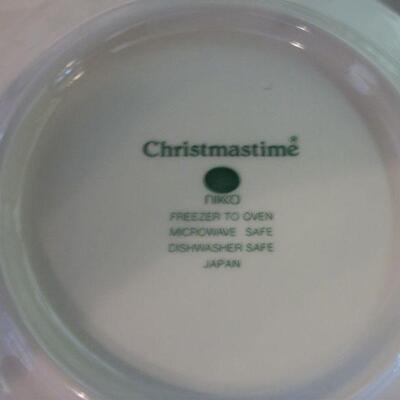 Christmastime*
NIKKO
FREEZER TO OVEN
MICROWAVE SAFE
DISHWASHER SAFE
JAPAN